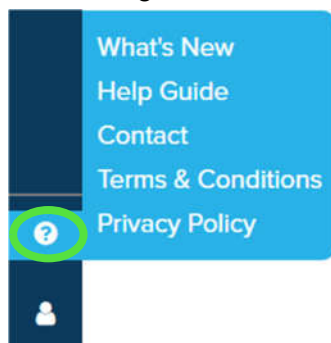 What's New
Help Guide
Contact
Terms & Conditions
Privacy Policy
?